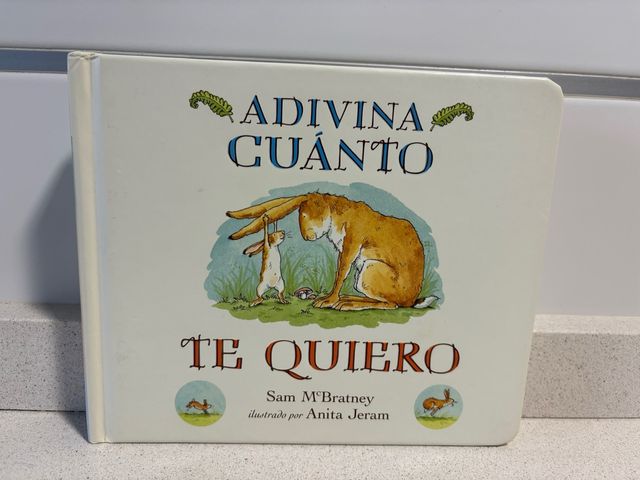 ADIVINA
CUÁNTO
TE QUIERO
Sam McBratney
ilustrado por Anita Jeram